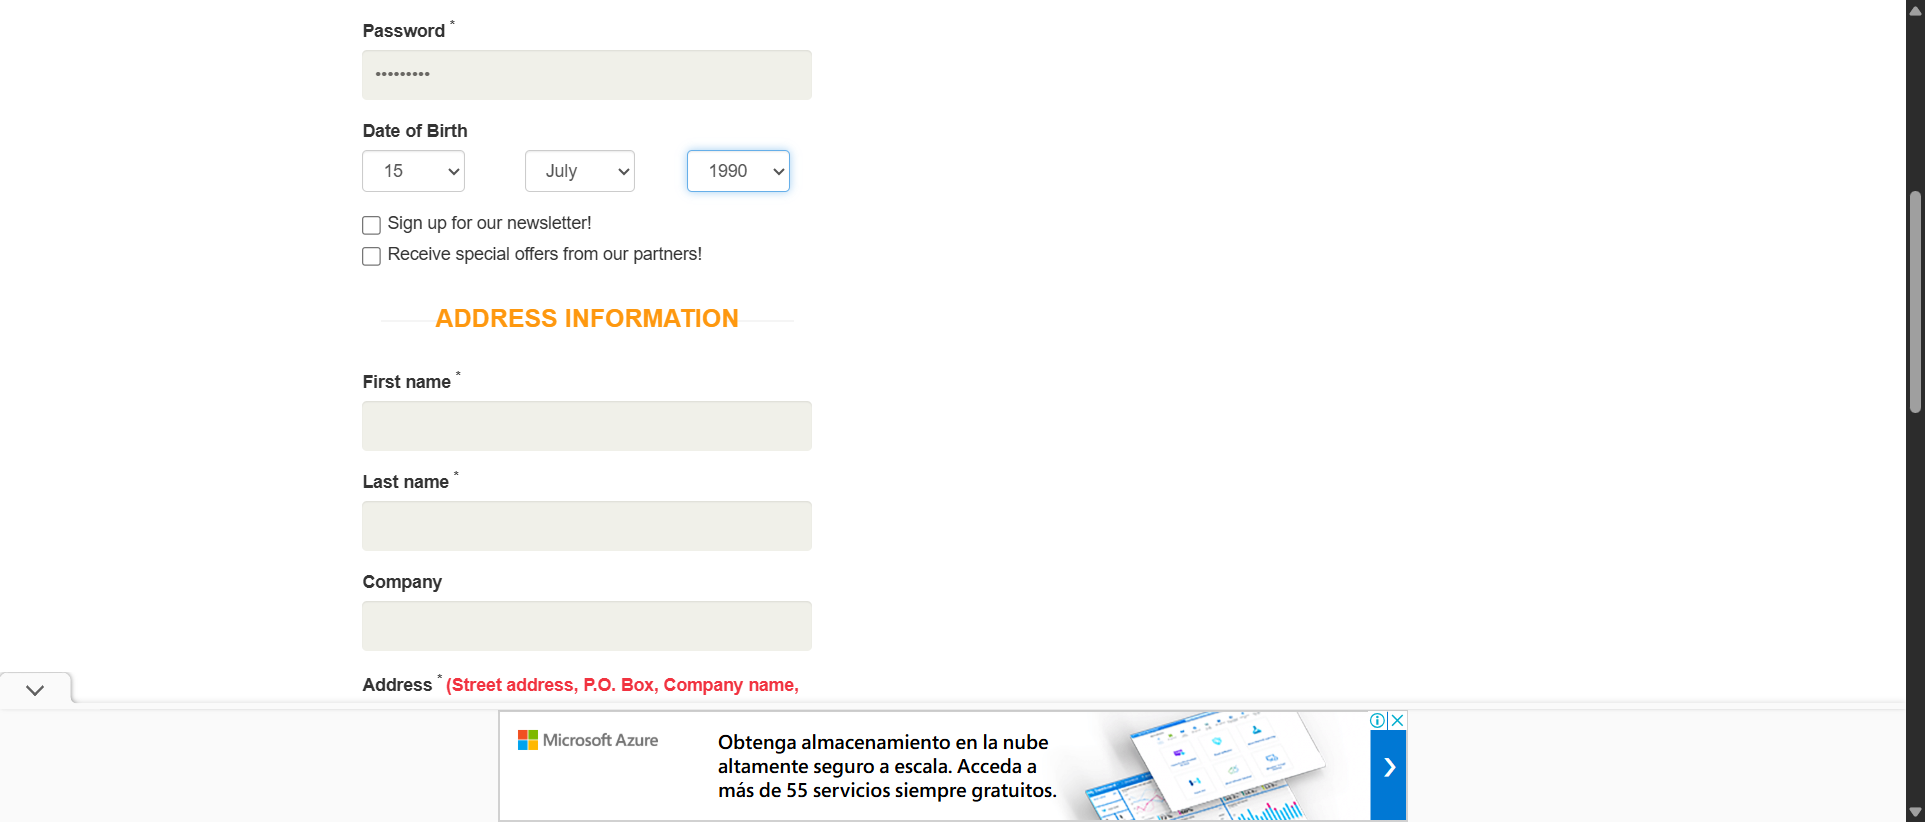 Password *
•••••••••
Date of Birth
15 July 1990
Sign up for our newsletter!
Receive special offers from our partners!
ADDRESS INFORMATION
First name *
Last name *
Company
Address * (Street address, P.O. Box, Company name,
Microsoft Azure
Obtenga almacenamiento en la nube
altamente seguro a escala. Acceda a
más de 55 servicios siempre gratuitos.